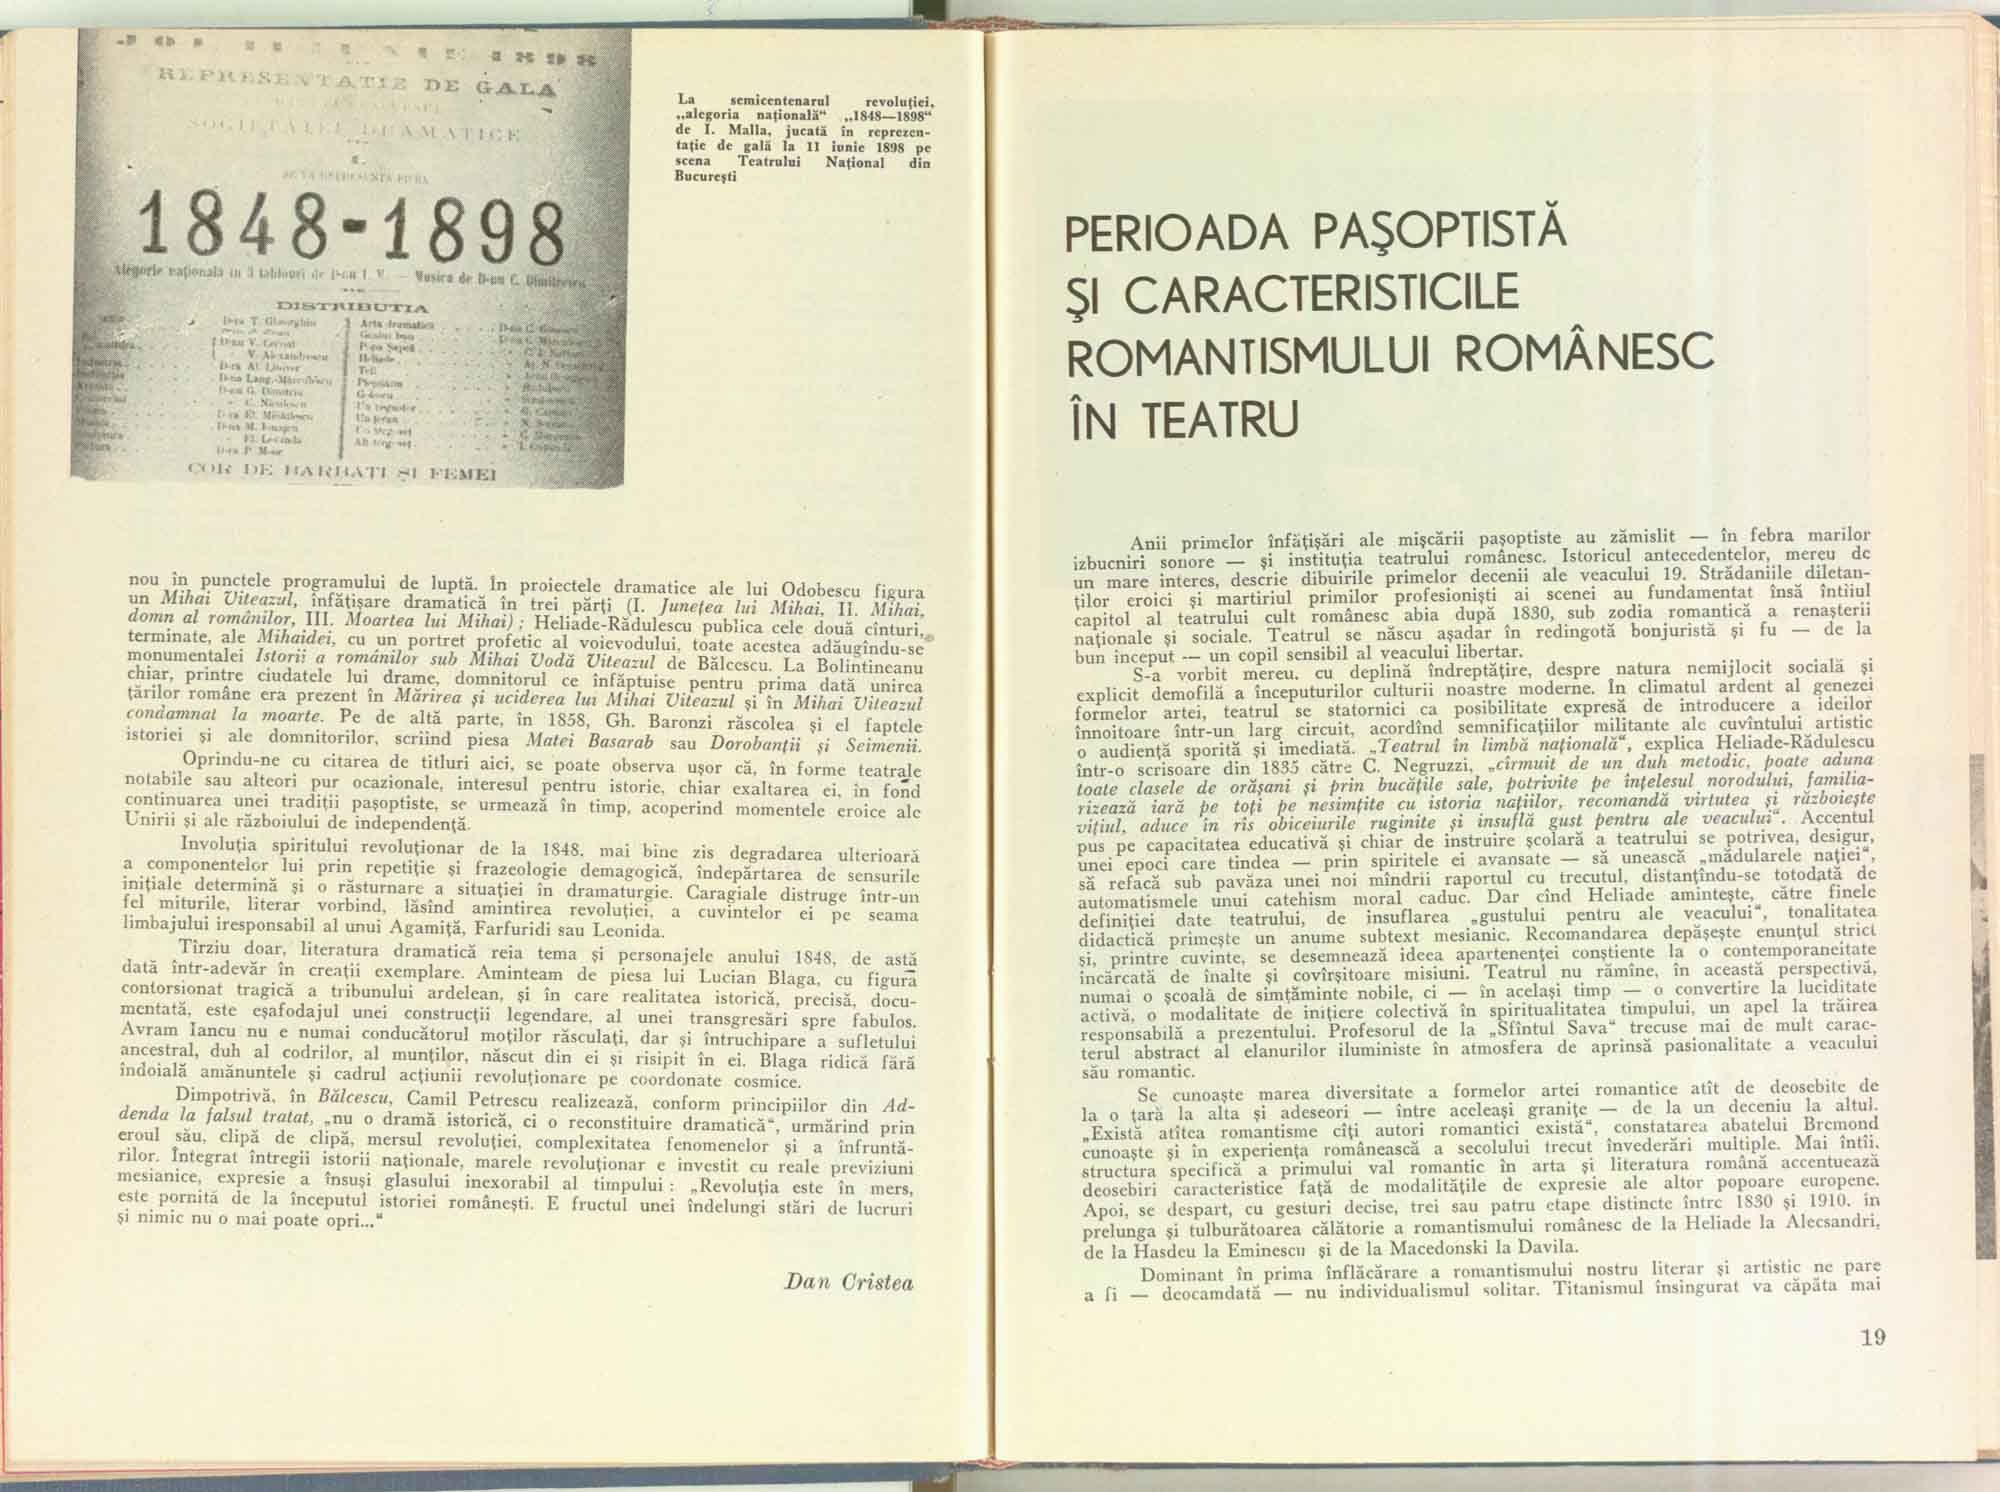 REPRESENTATIE DE GALA
SOCIETATEI DRAMATICE
SE VA REPRESENTA PIESA
1848-1898
Alegorie națională in 3 tablouri de D-nu I. V. — Musica de D-nu C. Dimitrescu
DISTRIBUTIA
D-ra T. Gheorghiu
Arta dramatica
D-nu V. Cernat
Geniu bun
V. Alexandrescu
P-pa Șapcă
Heliade
Tell
D-na G. Dimitriu
Golescu
C. Niculescu
Un țeran
COR DE BARBATI ȘI FEMEI
La semicentenarul revoluției,
„alegoria națională“ „1848—1898“
de I. Malla, jucată în reprezen-
tație de gală la 11 iunie 1898 pe
scena Teatrului Național din
București
nou în punctele programului de luptă. În proiectele dramatice ale lui Odobescu figura
un Mihai Viteazul, înfățișare dramatică în trei părți (I. Junețea lui Mihai, II. Mihai,
domn al românilor, III. Moartea lui Mihai) ; Heliade-Rădulescu publica cele două cînturi,
terminate, ale Mihaidei, cu un portret profetic al voievodului, toate acestea adăugîndu-se
monumentalei Istorii a românilor sub Mihai Vodă Viteazul de Bălcescu. La Bolintineanu
chiar, printre ciudatele lui drame, domnitorul ce înfăptuise pentru prima dată unirea
țărilor române era prezent în Mărirea și uciderea lui Mihai Viteazul și în Mihai Viteazul
condamnat la moarte. Pe de altă parte, în 1858, Gh. Baronzi răscolea și el faptele
istoriei și ale domnitorilor, scriind piesa Matei Basarab sau Dorobanții și Seimenii.
Oprindu-ne cu citarea de titluri aici, se poate observa ușor că, în forme teatrale
notabile sau alteori pur ocazionale, interesul pentru istorie, chiar exaltarea ei, în fond
continuarea unei tradiții pașoptiste, se urmează în timp, acoperind momentele eroice ale
Unirii și ale războiului de independență.
Involuția spiritului revoluționar de la 1848, mai bine zis degradarea ulterioară
a componentelor lui prin repetiție și frazeologie demagogică, îndepărtarea de sensurile
inițiale determină și o răsturnare a situației în dramaturgie. Caragiale distruge într-un
fel miturile, literar vorbind, lăsînd amintirea revoluției, a cuvintelor ei pe seama
limbajului iresponsabil al unui Agamiță, Farfuridi sau Leonida.
Tîrziu doar, literatura dramatică reia tema și personajele anului 1848, de astă
dată într-adevăr în creații exemplare. Aminteam de piesa lui Lucian Blaga, cu figura
contorsionat tragică a tribunului ardelean, și în care realitatea istorică, precisă, docu-
mentată, este eșafodajul unei construcții legendare, al unei transgresări spre fabulos.
Avram Iancu nu e numai conducătorul moților răsculați, dar și întruchipare a sufletului
ancestral, duh al codrilor, al munților, născut din ei și risipit în ei. Blaga ridică fără
îndoială amănuntele și cadrul acțiunii revoluționare pe coordonate cosmice.
Dimpotrivă, în Bălcescu, Camil Petrescu realizează, conform principiilor din Ad-
denda la falsul tratat, „nu o dramă istorică, ci o reconstituire dramatică“, urmărind prin
eroul său, clipă de clipă, mersul revoluției, complexitatea fenomenelor și a înfruntă-
rilor. Integrat întregii istorii naționale, marele revoluționar e investit cu reale previziuni
mesianice, expresie a însuși glasului inexorabil al timpului : „Revoluția este în mers,
este pornită de la începutul istoriei românești. E fructul unei îndelungi stări de lucruri
și nimic nu o mai poate opri...“
Dan Cristea
PERIOADA PAȘOPTISTĂ
ȘI CARACTERISTICILE
ROMANTISMULUI ROMÂNESC
ÎN TEATRU
Anii primelor înfățișări ale mișcării pașoptiste au zămislit — în febra marilor
izbucniri sonore — și instituția teatrului românesc. Istoricul antecedentelor, mereu de
un mare interes, descrie dibuirile primelor decenii ale veacului 19. Strădaniile diletan-
ților eroici și martiriul primilor profesioniști ai scenei au fundamentat însă întîiul
capitol al teatrului cult românesc abia după 1830, sub zodia romantică a renașterii
naționale și sociale. Teatrul se născu așadar în redingotă bonjuristă și fu — de la
bun început — un copil sensibil al veacului libertar.
S-a vorbit mereu, cu deplină îndreptățire, despre natura nemijlocit socială și
explicit demofilă a începuturilor culturii noastre moderne. În climatul ardent al genezei
formelor artei, teatrul se statornici ca posibilitate expresă de introducere a ideilor
înnoitoare într-un larg circuit, acordînd semnificațiilor militante ale cuvîntului artistic
o audiență sporită și imediată. „Teatrul în limbă națională“, explica Heliade-Rădulescu
într-o scrisoare din 1835 către C. Negruzzi, „cîrmuit de un duh metodic, poate aduna
toate clasele de orășani și prin bucățile sale, potrivite pe înțelesul norodului, familia-
rizează iară pe toți pe nesimțite cu istoria națiilor, recomandă virtutea și războiește
vițiul, aduce în rîs obiceiurile ruginite și insuflă gust pentru ale veacului“. Accentul
pus pe capacitatea educativă și chiar de instruire școlară a teatrului se potrivea, desigur,
unei epoci care tindea — prin spiritele ei avansate — să unească „mădularele nației“,
să refacă sub pavăza unei noi mîndrii raportul cu trecutul, distanțîndu-se totodată de
automatismele unui catehism moral caduc. Dar cînd Heliade amintește, către finele
definiției date teatrului, de insuflarea „gustului pentru ale veacului“, tonalitatea
didactică primește un anume subtext mesianic. Recomandarea depășește enunțul strict
și, printre cuvinte, se desemnează ideea apartenenței conștiente la o contemporaneitate
încărcată de înalte și covîrșitoare misiuni. Teatrul nu rămîne, în această perspectivă,
numai o școală de simțăminte nobile, ci — în același timp — o convertire la luciditate
activă, o modalitate de inițiere colectivă în spiritualitatea timpului, un apel la trăirea
responsabilă a prezentului. Profesorul de la „Sfîntul Sava“ trecuse mai de mult carac-
terul abstract al elanurilor iluministe în atmosfera de aprinsă pasionalitate a veacului
său romantic.
Se cunoaște marea diversitate a formelor artei romantice atît de deosebite de
la o țară la alta și adeseori — între aceleași granițe — de la un deceniu la altul.
„Există atîtea romantisme cîți autori romantici există“, constatarea abatelui Bremond
cunoaște și în experiența românească a secolului trecut învederări multiple. Mai întîi,
structura specifică a primului val romantic în arta și literatura română accentuează
deosebiri caracteristice față de modalitățile de expresie ale altor popoare europene.
Apoi, se despart, cu gesturi decise, trei sau patru etape distincte între 1830 și 1910, în
prelunga și tulburătoarea călătorie a romantismului românesc de la Heliade la Alecsandri,
de la Hasdeu la Eminescu și de la Macedonski la Davila.
Dominant în prima înflăcărare a romantismului nostru literar și artistic ne pare
a fi — deocamdată — nu individualismul solitar. Titanismul însingurat va căpăta mai
19